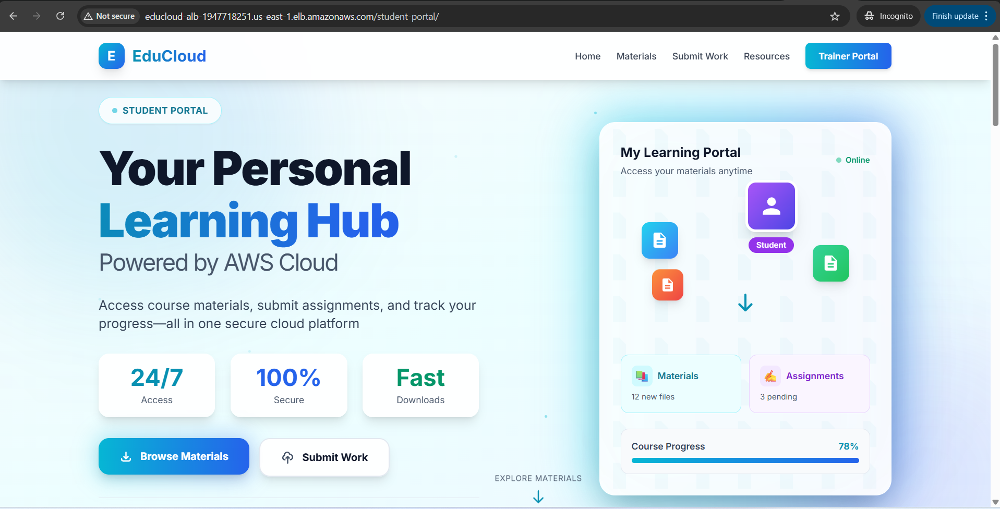 Not secure
educloud-alb-1947718251.us-east-1.elb.amazonaws.com/student-portal/
Incognito
Finish update
E
EduCloud
Home
Materials
Submit Work
Resources
Trainer Portal
STUDENT PORTAL
Your Personal
Learning Hub
Powered by AWS Cloud
Access course materials, submit assignments, and track your
progress—all in one secure cloud platform
24/7
Access
100%
Secure
Fast
Downloads
Browse Materials
Submit Work
EXPLORE MATERIALS
My Learning Portal
Access your materials anytime
Online
Student
Materials
12 new files
Assignments
3 pending
Course Progress
78%